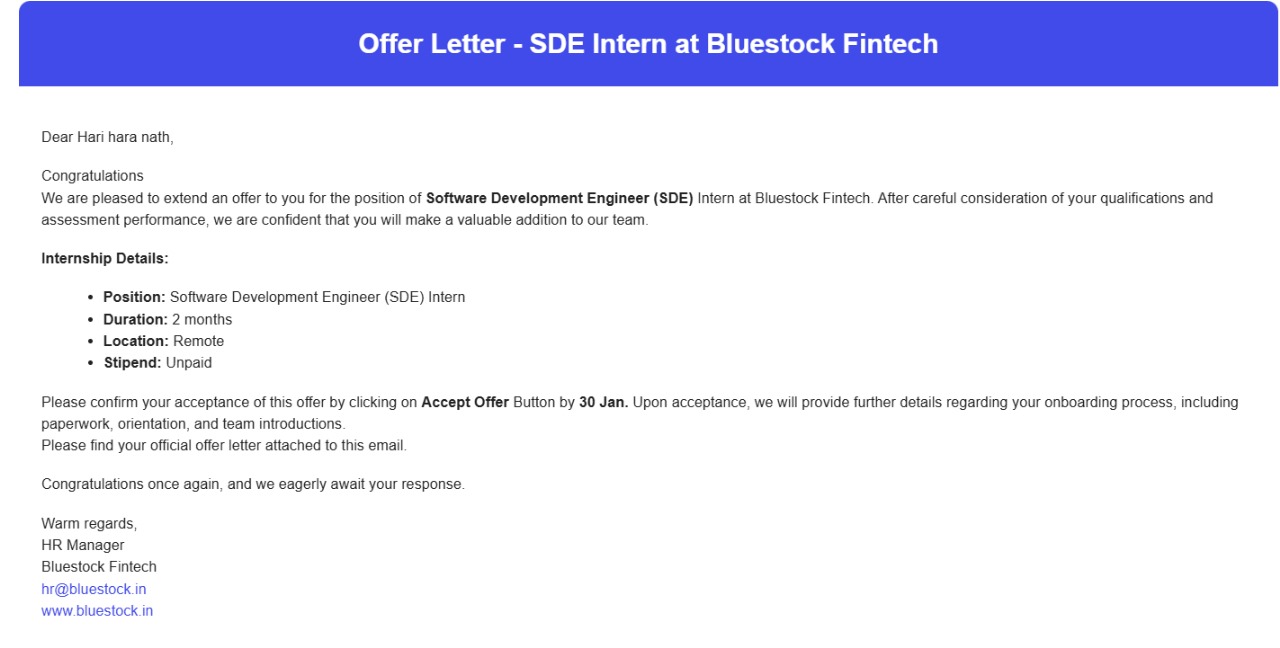 Offer Letter - SDE Intern at Bluestock Fintech
Dear Hari hara nath,
Congratulations
We are pleased to extend an offer to you for the position of Software Development Engineer (SDE) Intern at Bluestock Fintech. After careful consideration of your qualifications and
assessment performance, we are confident that you will make a valuable addition to our team.
Internship Details:
• Position: Software Development Engineer (SDE) Intern
• Duration: 2 months
• Location: Remote
• Stipend: Unpaid
Please confirm your acceptance of this offer by clicking on Accept Offer Button by 30 Jan. Upon acceptance, we will provide further details regarding your onboarding process, including
paperwork, orientation, and team introductions.
Please find your official offer letter attached to this email.
Congratulations once again, and we eagerly await your response.
Warm regards,
HR Manager
Bluestock Fintech
hr@bluestock.in
www.bluestock.in